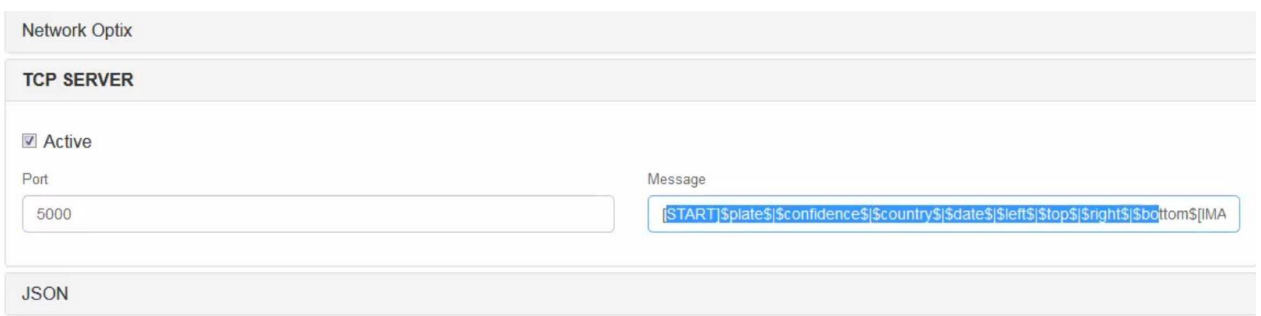 Network Optix
TCP SERVER
Active
Port
Message
5000
[START]$plate$|$confidence$|$country$|$date$|$left$|$top$|$right$|$bottom$[IMA
JSON